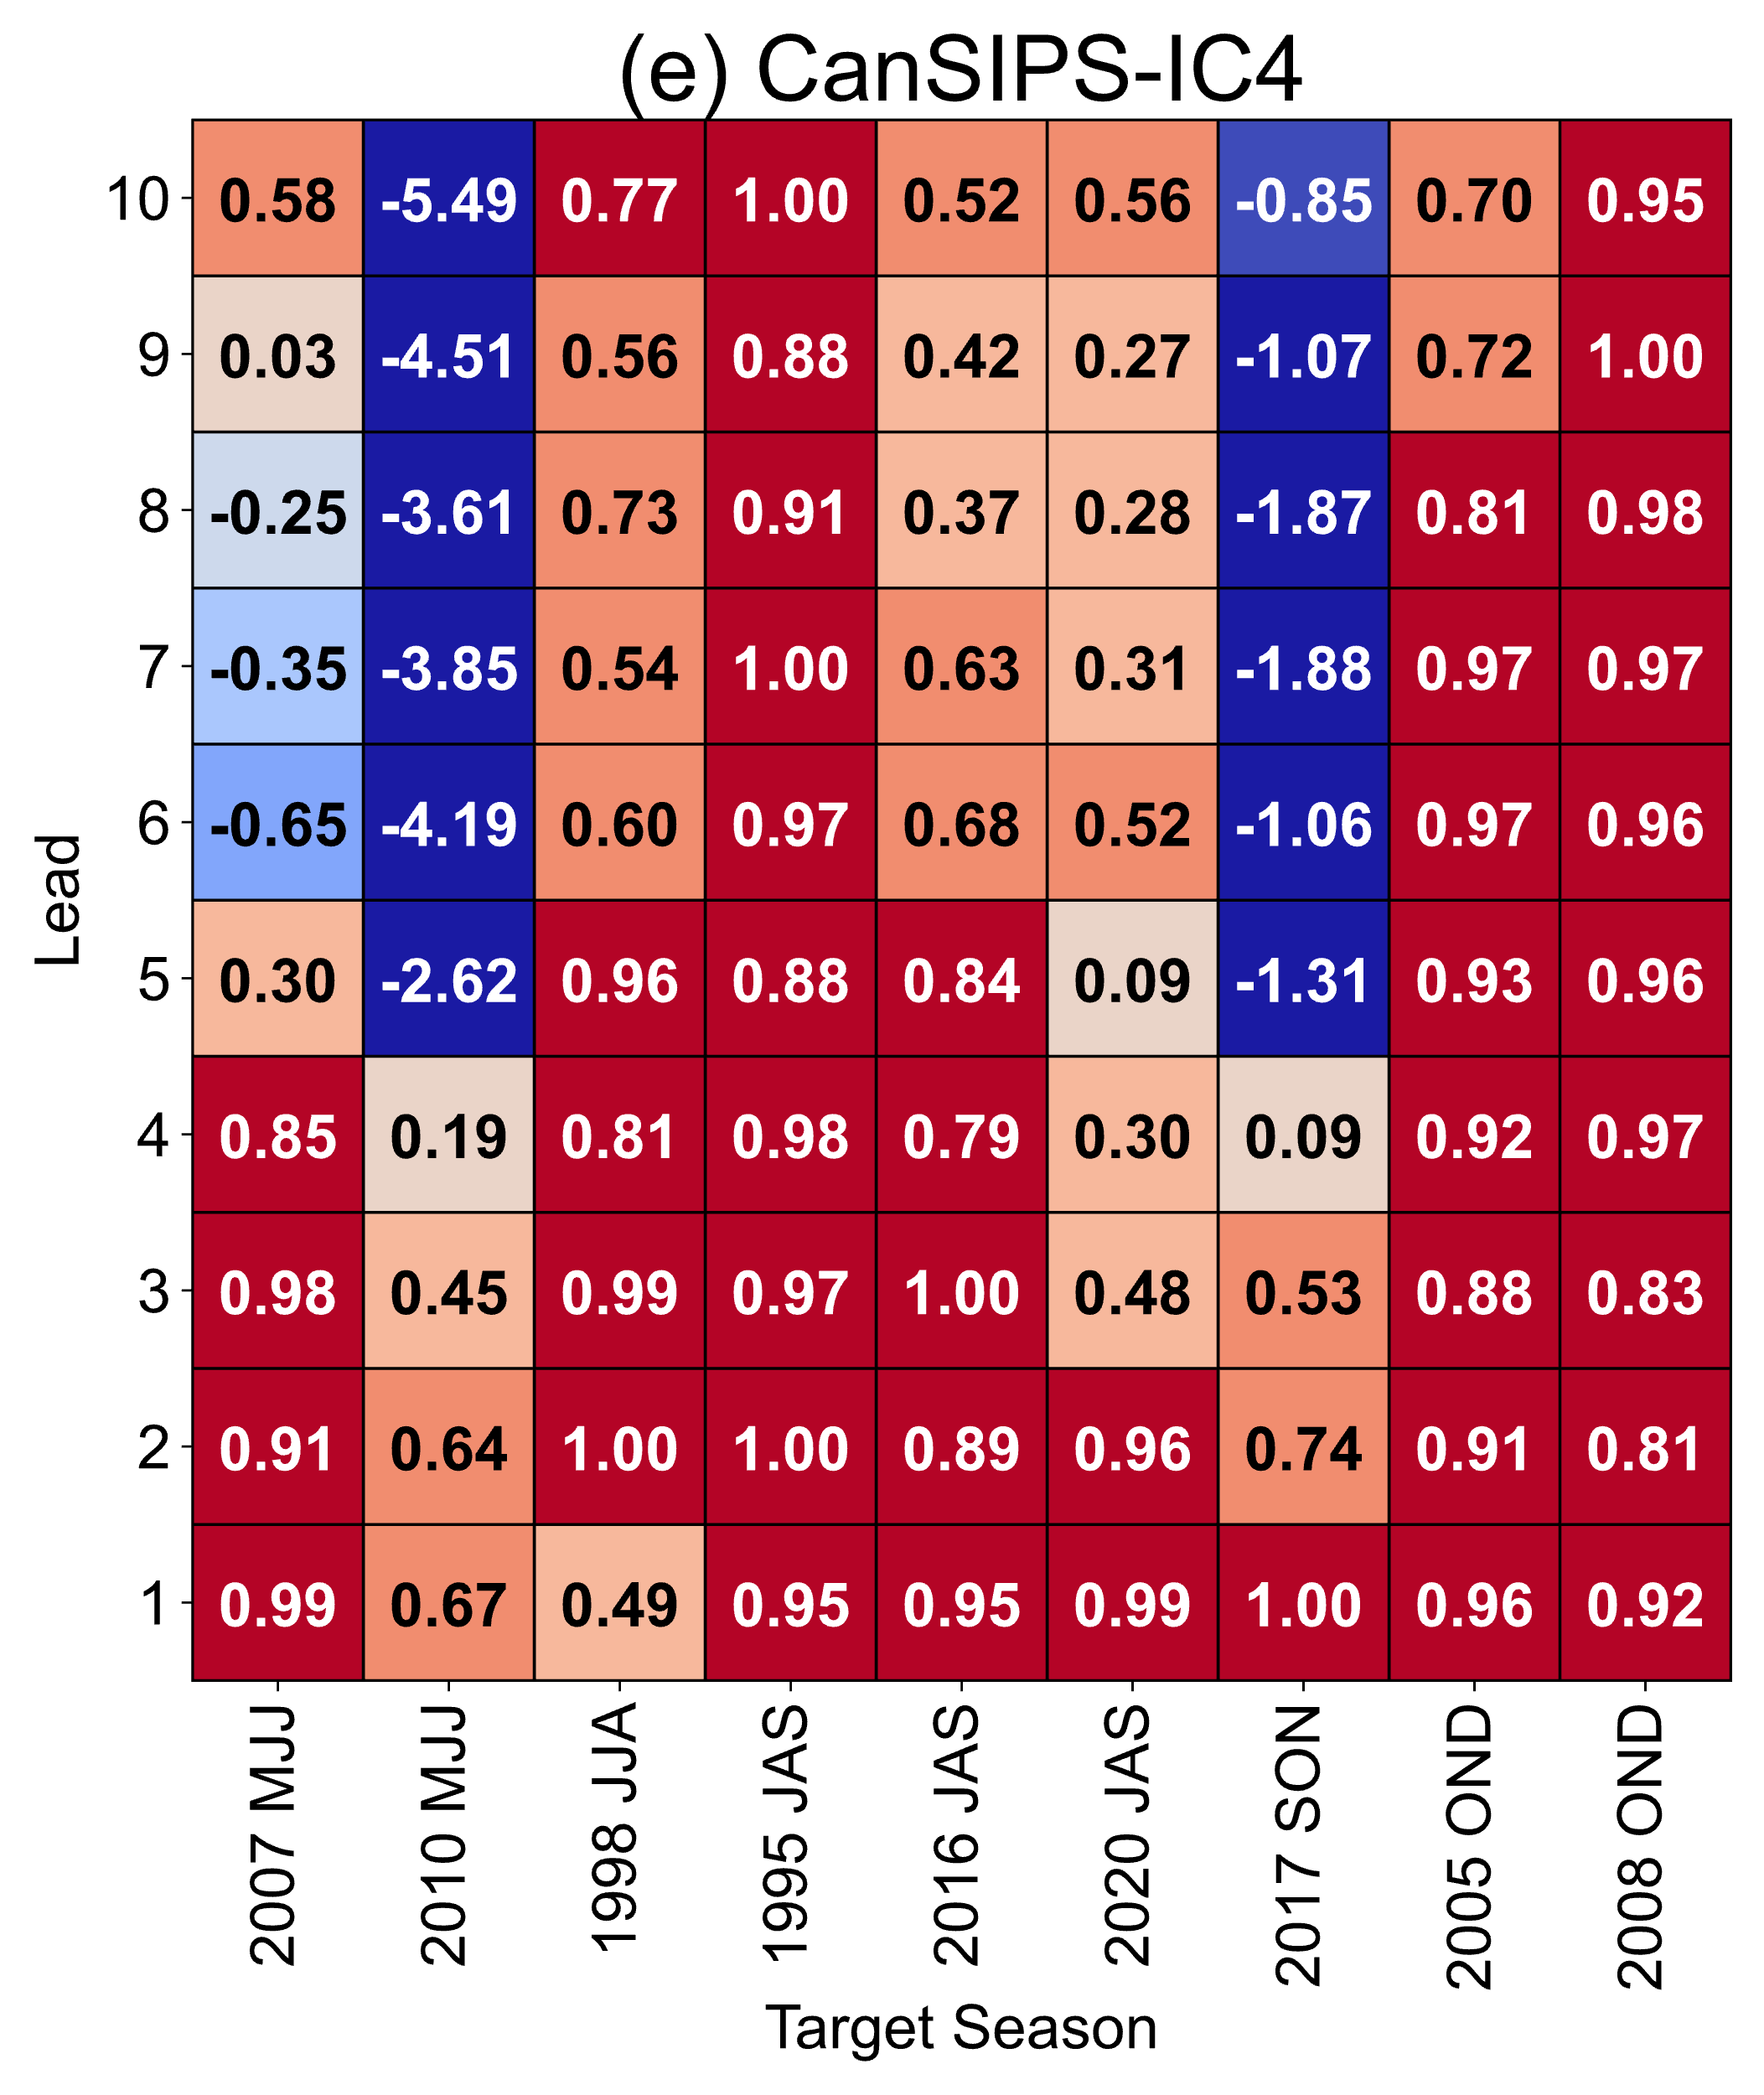 (e) CanSIPS-IC4
10 0.58 -5.49 0.77 1.00 0.52 0.56 -0.85 0.70 0.95
9 0.03 -4.51 0.56 0.88 0.42 0.27 -1.07 0.72 1.00
8 -0.25 -3.61 0.73 0.91 0.37 0.28 -1.87 0.81 0.98
7 -0.35 -3.85 0.54 1.00 0.63 0.31 -1.88 0.97 0.97
6 -0.65 -4.19 0.60 0.97 0.68 0.52 -1.06 0.97 0.96
5 0.30 -2.62 0.96 0.88 0.84 0.09 -1.31 0.93 0.96
4 0.85 0.19 0.81 0.98 0.79 0.30 0.09 0.92 0.97
3 0.98 0.45 0.99 0.97 1.00 0.48 0.53 0.88 0.83
2 0.91 0.64 1.00 1.00 0.89 0.96 0.74 0.91 0.81
1 0.99 0.67 0.49 0.95 0.95 0.99 1.00 0.96 0.92
Lead
2007 MJJ
2010 MJJ
1998 JJA
1995 JAS
2016 JAS
2020 JAS
2017 SON
2005 OND
2008 OND
Target Season